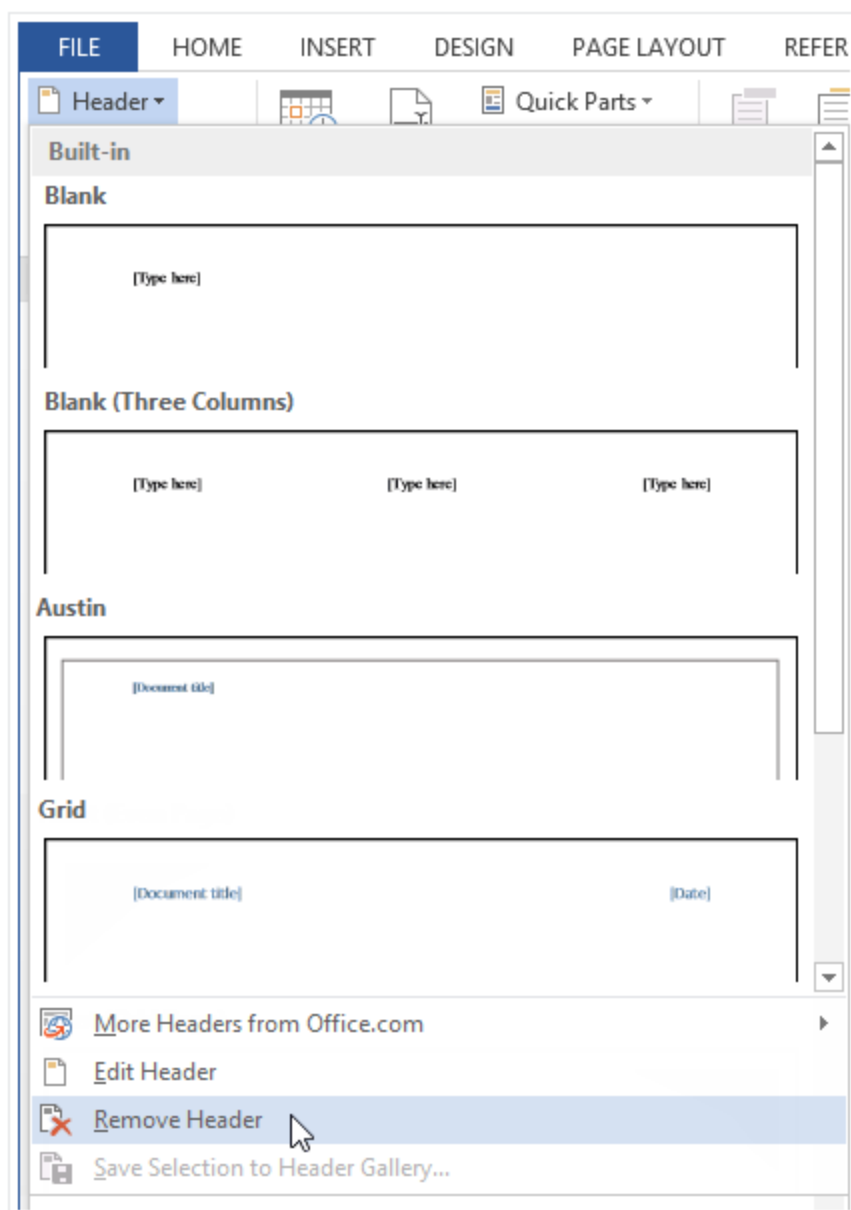 FILE HOME INSERT DESIGN PAGE LAYOUT REFER
Header Quick Parts
Built-in
Blank
[Type here]
Blank (Three Columns)
[Type here] [Type here] [Type here]
Austin
[Document title]
Grid
[Document title] [Date]
More Headers from Office.com
Edit Header
Remove Header
Save Selection to Header Gallery...